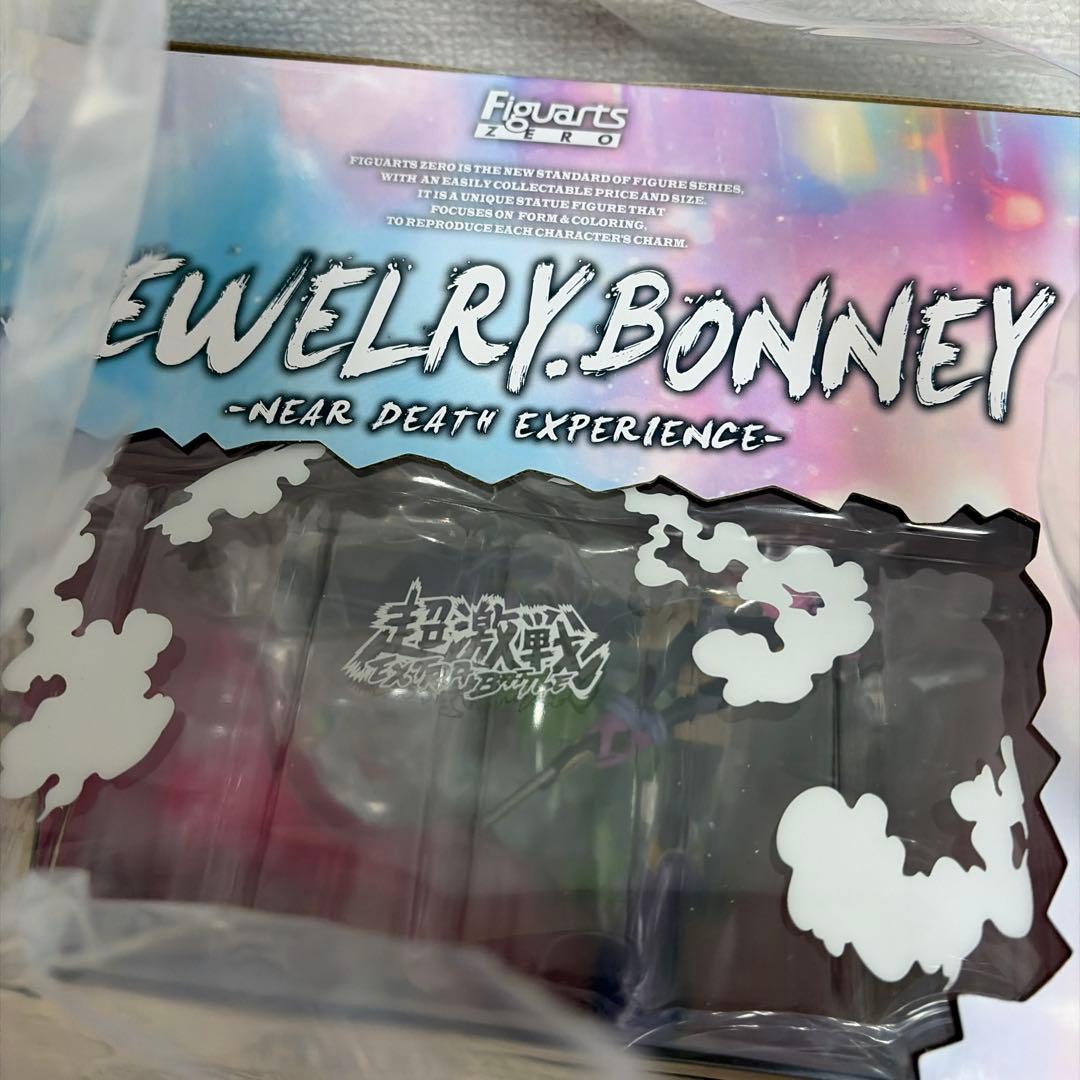 Figuarts
ZERO
FIGUARTS ZERO IS THE NEW STANDARD OF FIGURE SERIES,
WITH AN EASILY COLLECTABLE PRICE AND SIZE.
IT IS A UNIQUE STATUE FIGURE THAT
FOCUSES ON FORM & COLORING,
TO REPRODUCE EACH CHARACTER'S CHARM.
EWELRY.BONNEY
-NEAR DEATH EXPERIENCE-
超激戦
EXTRA BATTLE